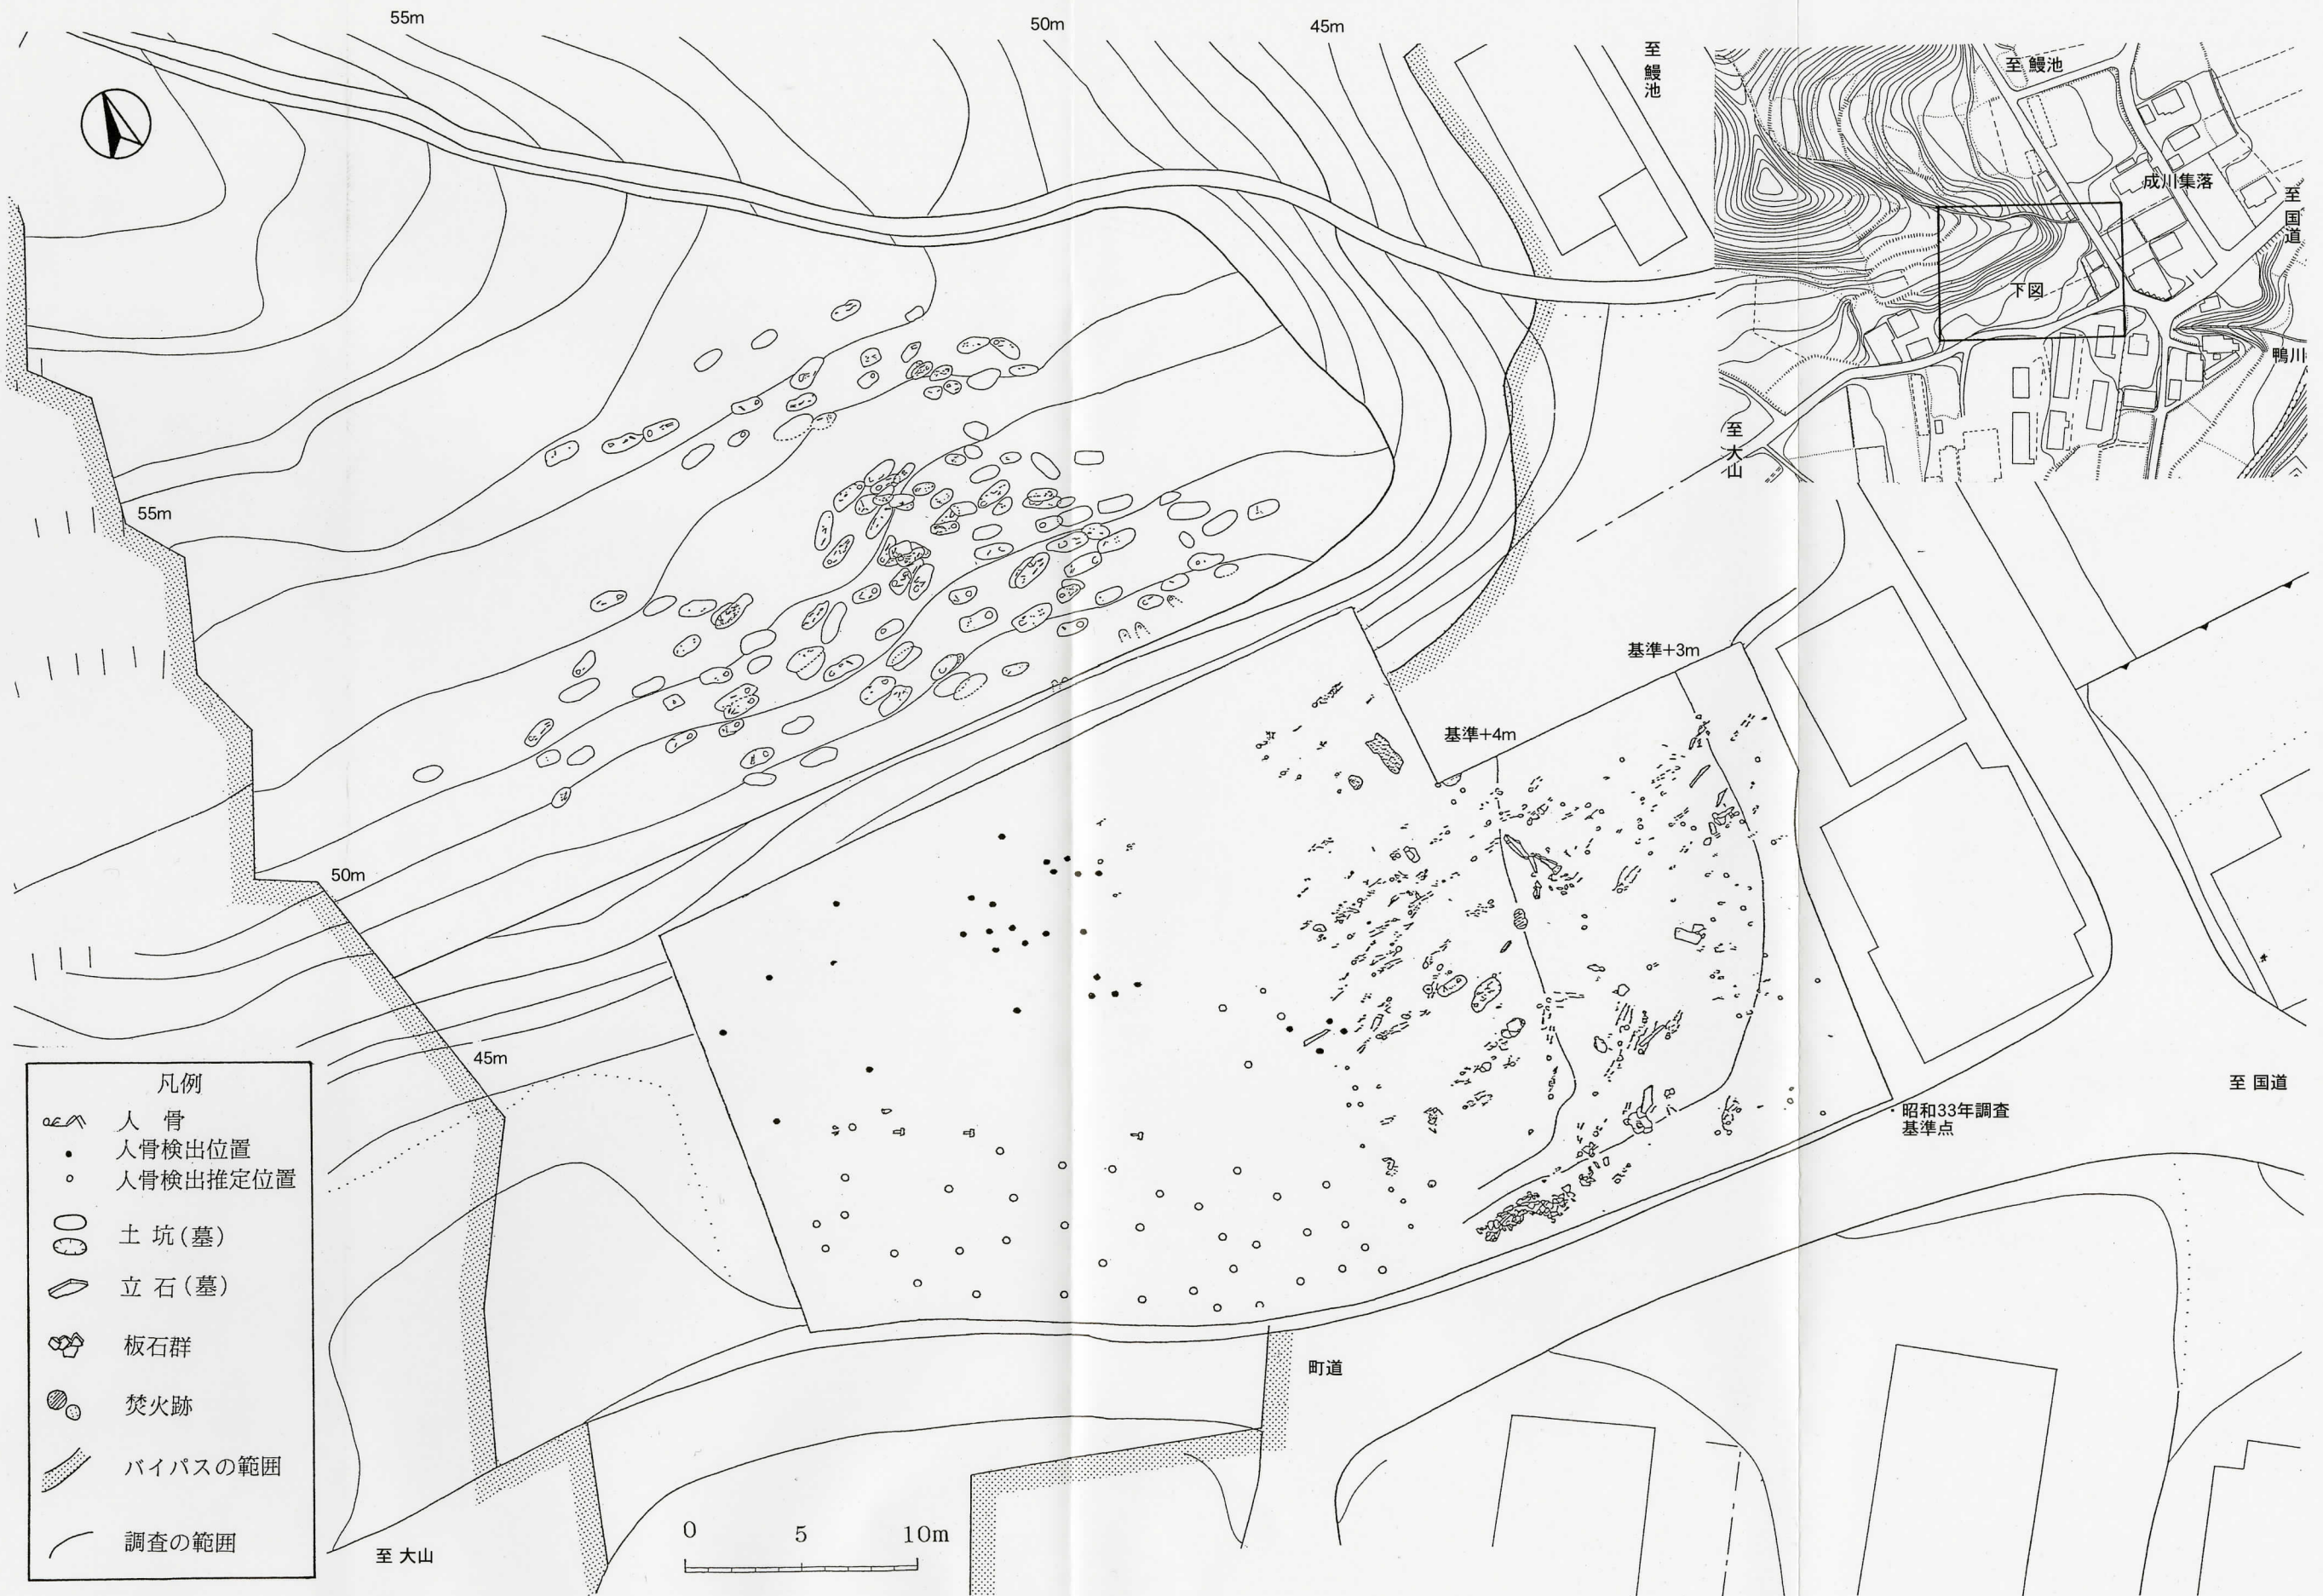 55m
50m
45m
至 鰻池
至 鰻池
成川集落
至 国道
下図
鴨川
至 大山
55m
基準+3m
基準+4m
50m
45m
至 国道
昭和33年調査
基準点
町道
至 大山
0 5 10m
凡例
人 骨
人骨検出位置
人骨検出推定位置
土 坑(墓)
立 石(墓)
板石群
焚火跡
バイパスの範囲
調査の範囲